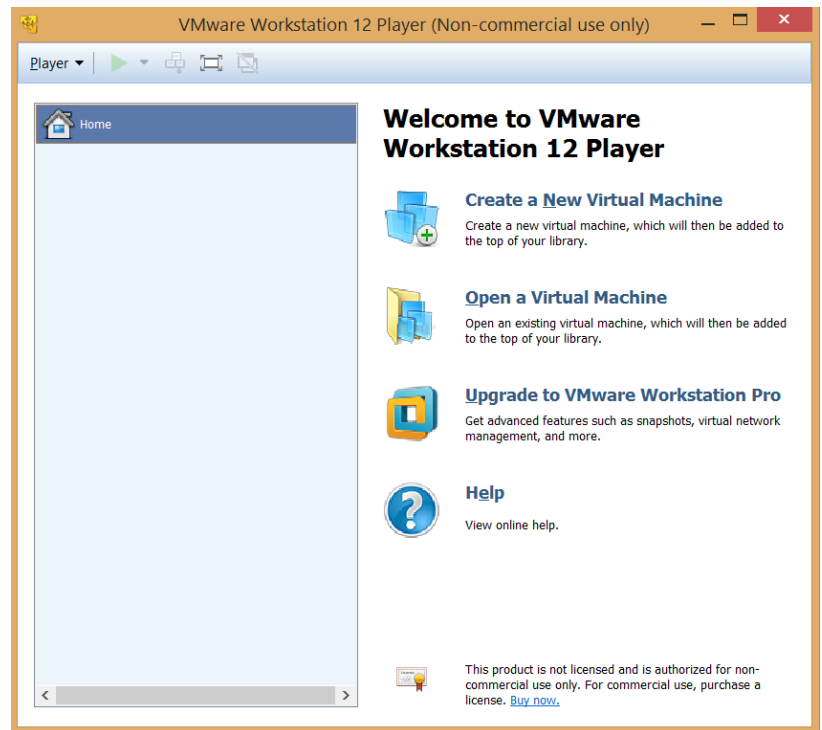 VMware Workstation 12 Player (Non-commercial use only)
Player
Home
Welcome to VMware
Workstation 12 Player
Create a New Virtual Machine
Create a new virtual machine, which will then be added to
the top of your library.
Open a Virtual Machine
Open an existing virtual machine, which will then be added
to the top of your library.
Upgrade to VMware Workstation Pro
Get advanced features such as snapshots, virtual network
management, and more.
Help
View online help.
This product is not licensed and is authorized for non-
commercial use only. For commercial use, purchase a
license. Buy now.